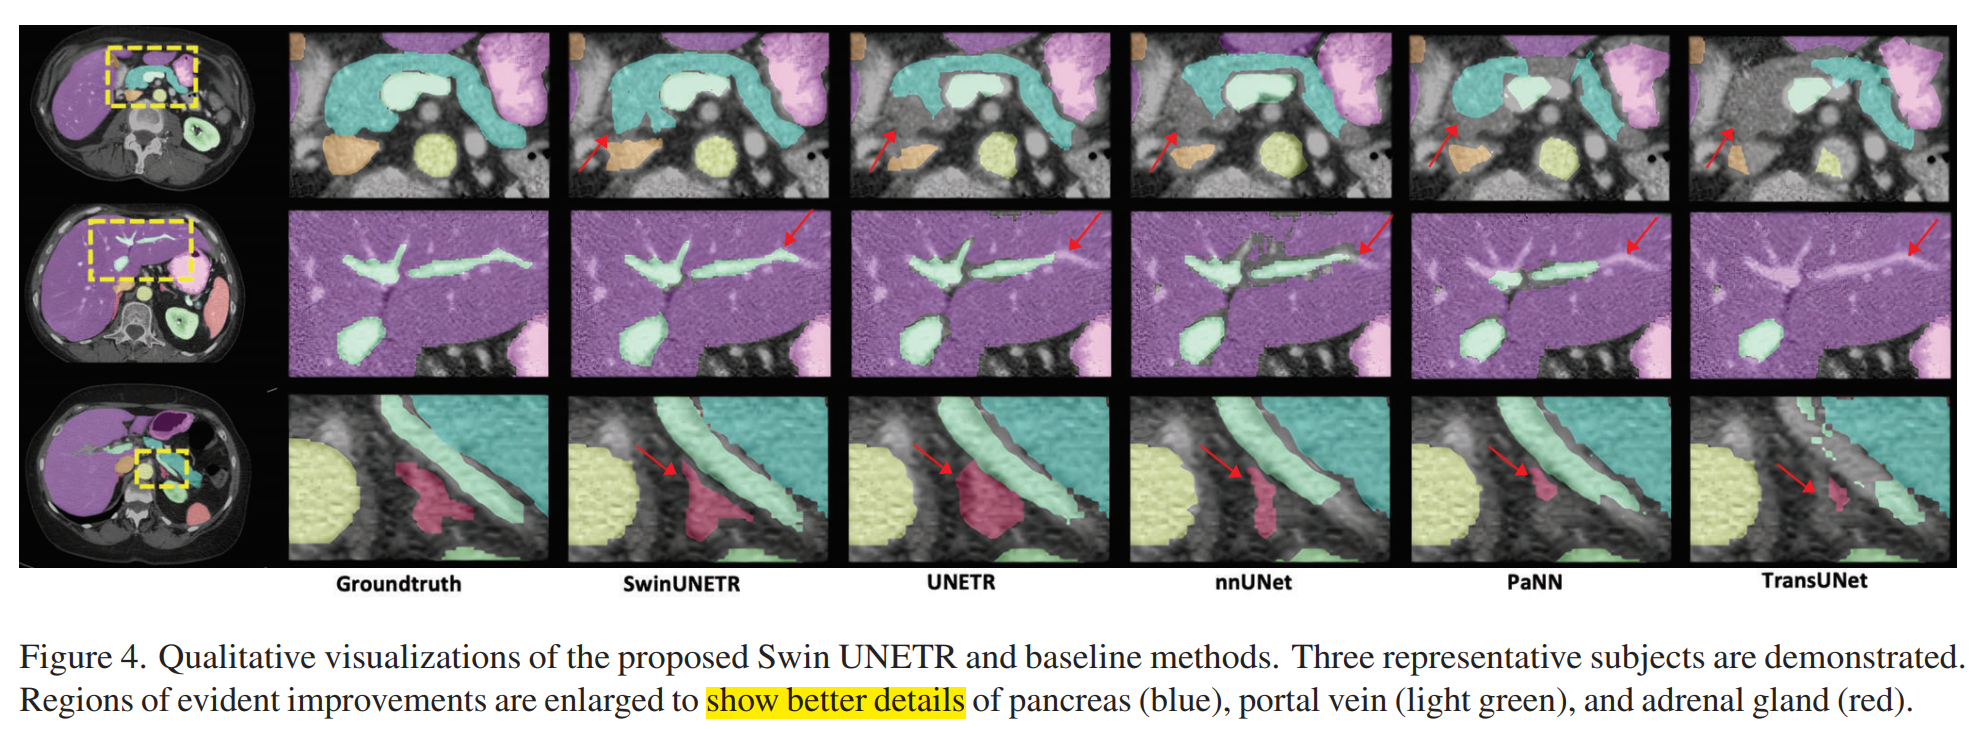 Groundtruth SwinUNETR UNETR nnUNet PaNN TransUNet
Figure 4. Qualitative visualizations of the proposed Swin UNETR and baseline methods. Three representative subjects are demonstrated.
Regions of evident improvements are enlarged to show better details of pancreas (blue), portal vein (light green), and adrenal gland (red).